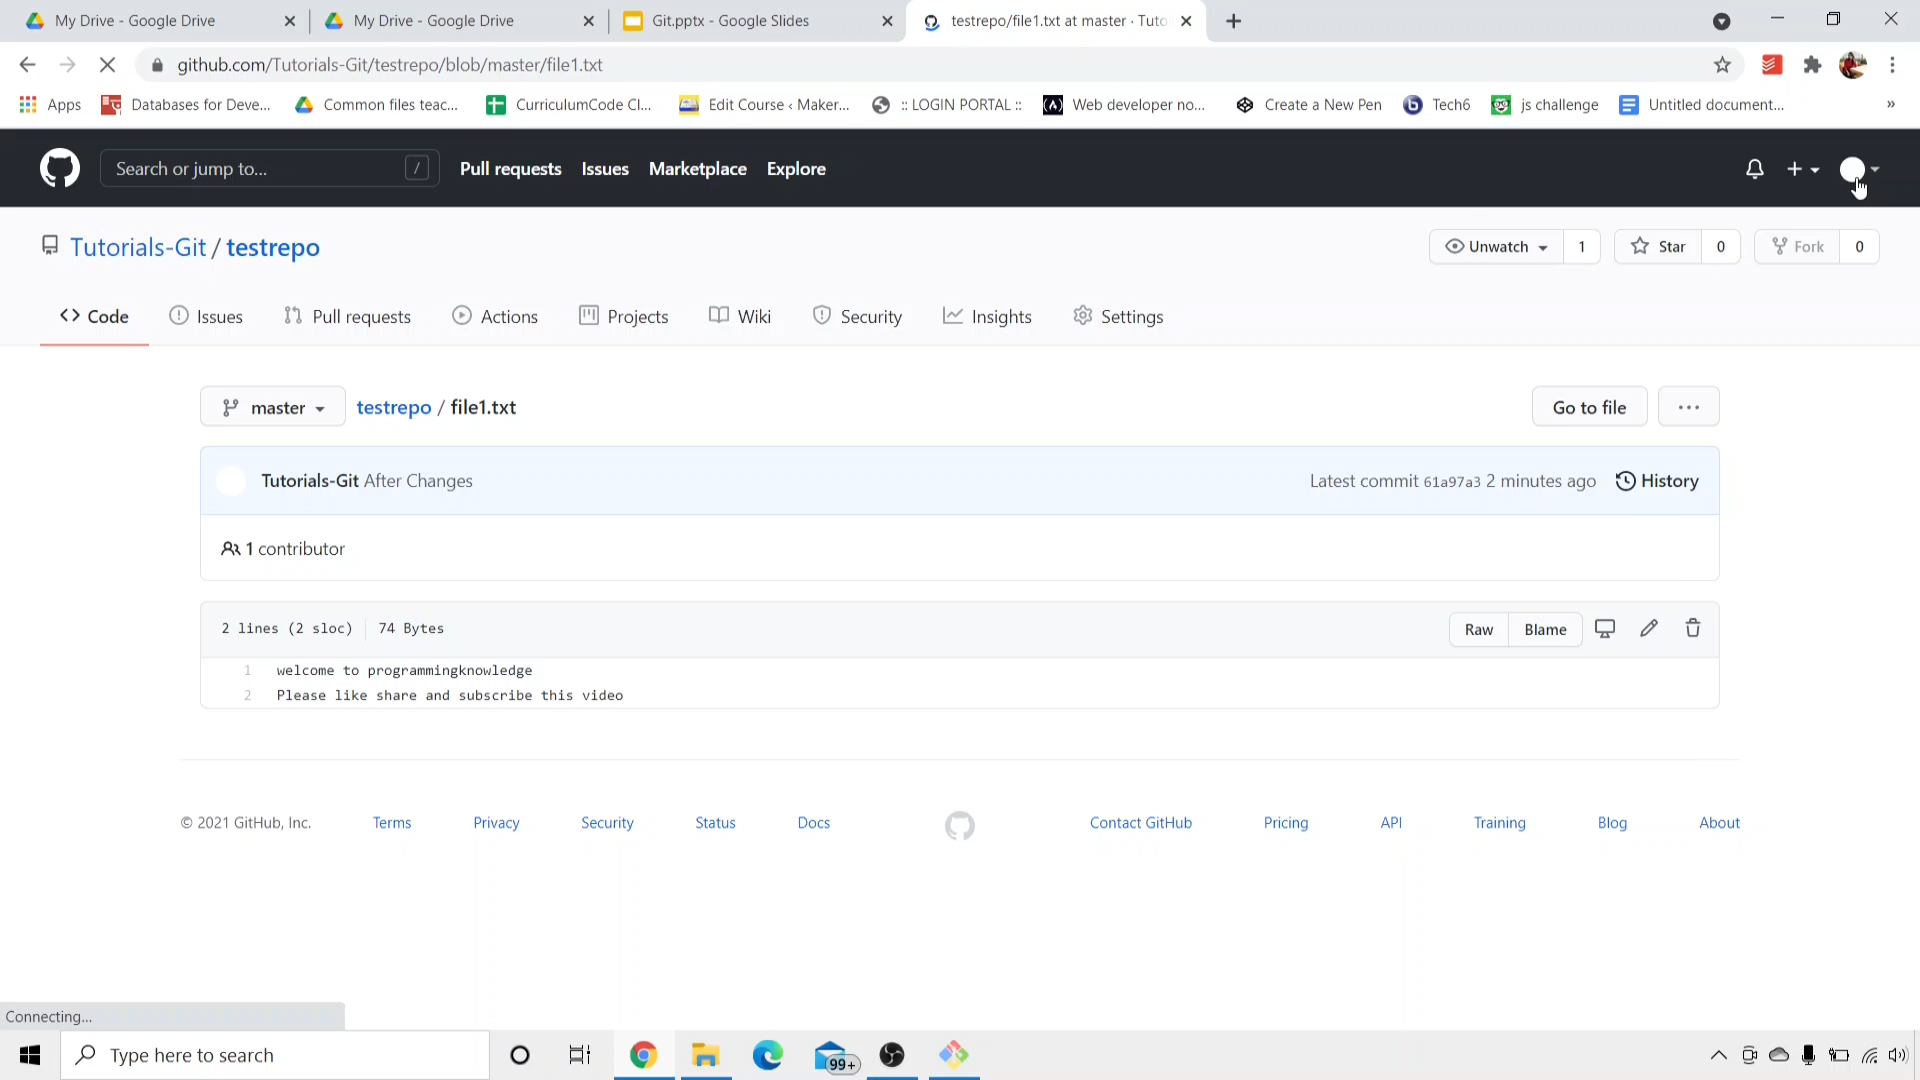 My Drive - Google Drive
My Drive - Google Drive
Git.pptx - Google Slides
testrepo/file1.txt at master · Tuto
github.com/Tutorials-Git/testrepo/blob/master/file1.txt
Apps
Databases for Deve...
Common files teac...
CurriculumCode Cl...
Edit Course ‹ Maker...
:: LOGIN PORTAL ::
Web developer no...
Create a New Pen
Tech6
js challenge
Untitled document...
»
Search or jump to...
/
Pull requests
Issues
Marketplace
Explore
Tutorials-Git / testrepo
Unwatch
1
Star
0
Fork
0
Code
Issues
Pull requests
Actions
Projects
Wiki
Security
Insights
Settings
master
testrepo / file1.txt
Go to file
Tutorials-Git After Changes
Latest commit 61a97a3 2 minutes ago
History
1 contributor
2 lines (2 sloc)
74 Bytes
Raw
Blame
1 welcome to programmingknowledge
2 Please like share and subscribe this video
© 2021 GitHub, Inc.
Terms
Privacy
Security
Status
Docs
Contact GitHub
Pricing
API
Training
Blog
About
Connecting...
Type here to search
99+